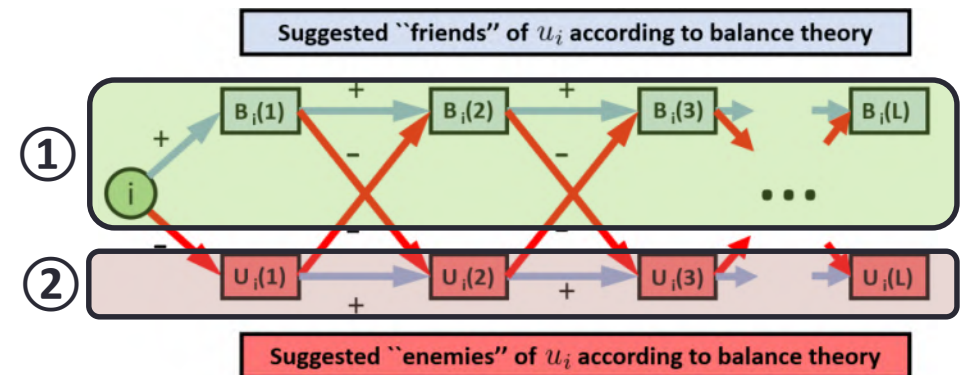 Suggested ``friends'' of u_i according to balance theory
①
+ B_i(1) + B_i(2) + B_i(3) B_i(L)
- -
i ...
- - -
②
U_i(1) + U_i(2) + U_i(3) U_i(L)
Suggested ``enemies'' of u_i according to balance theory